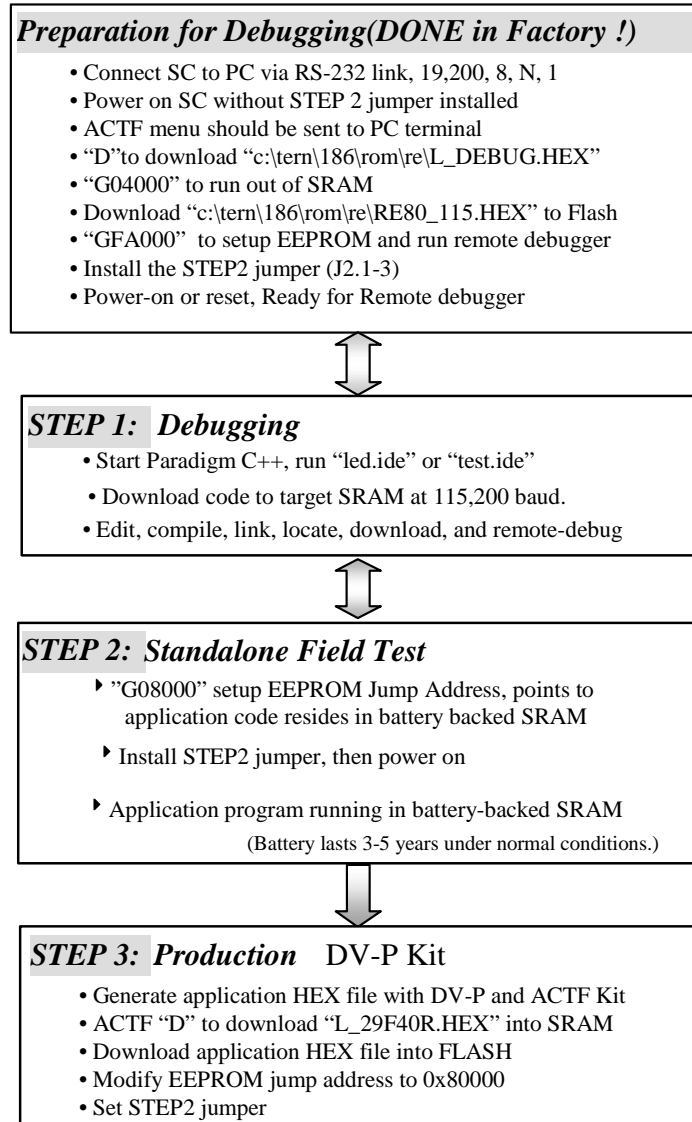 Preparation for Debugging(DONE in Factory !)
• Connect SC to PC via RS-232 link, 19,200, 8, N, 1
• Power on SC without STEP 2 jumper installed
• ACTF menu should be sent to PC terminal
• “D”to download “c:\tern\186\rom\re\L_DEBUG.HEX”
• “G04000” to run out of SRAM
• Download “c:\tern\186\rom\re\RE80_115.HEX” to Flash
• “GFA000” to setup EEPROM and run remote debugger
• Install the STEP2 jumper (J2.1-3)
• Power-on or reset, Ready for Remote debugger
STEP 1: Debugging
• Start Paradigm C++, run “led.ide” or “test.ide”
• Download code to target SRAM at 115,200 baud.
• Edit, compile, link, locate, download, and remote-debug
STEP 2: Standalone Field Test
”G08000” setup EEPROM Jump Address, points to
application code resides in battery backed SRAM
Install STEP2 jumper, then power on
Application program running in battery-backed SRAM
(Battery lasts 3-5 years under normal conditions.)
STEP 3: Production DV-P Kit
• Generate application HEX file with DV-P and ACTF Kit
• ACTF “D” to download “L_29F40R.HEX” into SRAM
• Download application HEX file into FLASH
• Modify EEPROM jump address to 0x80000
• Set STEP2 jumper